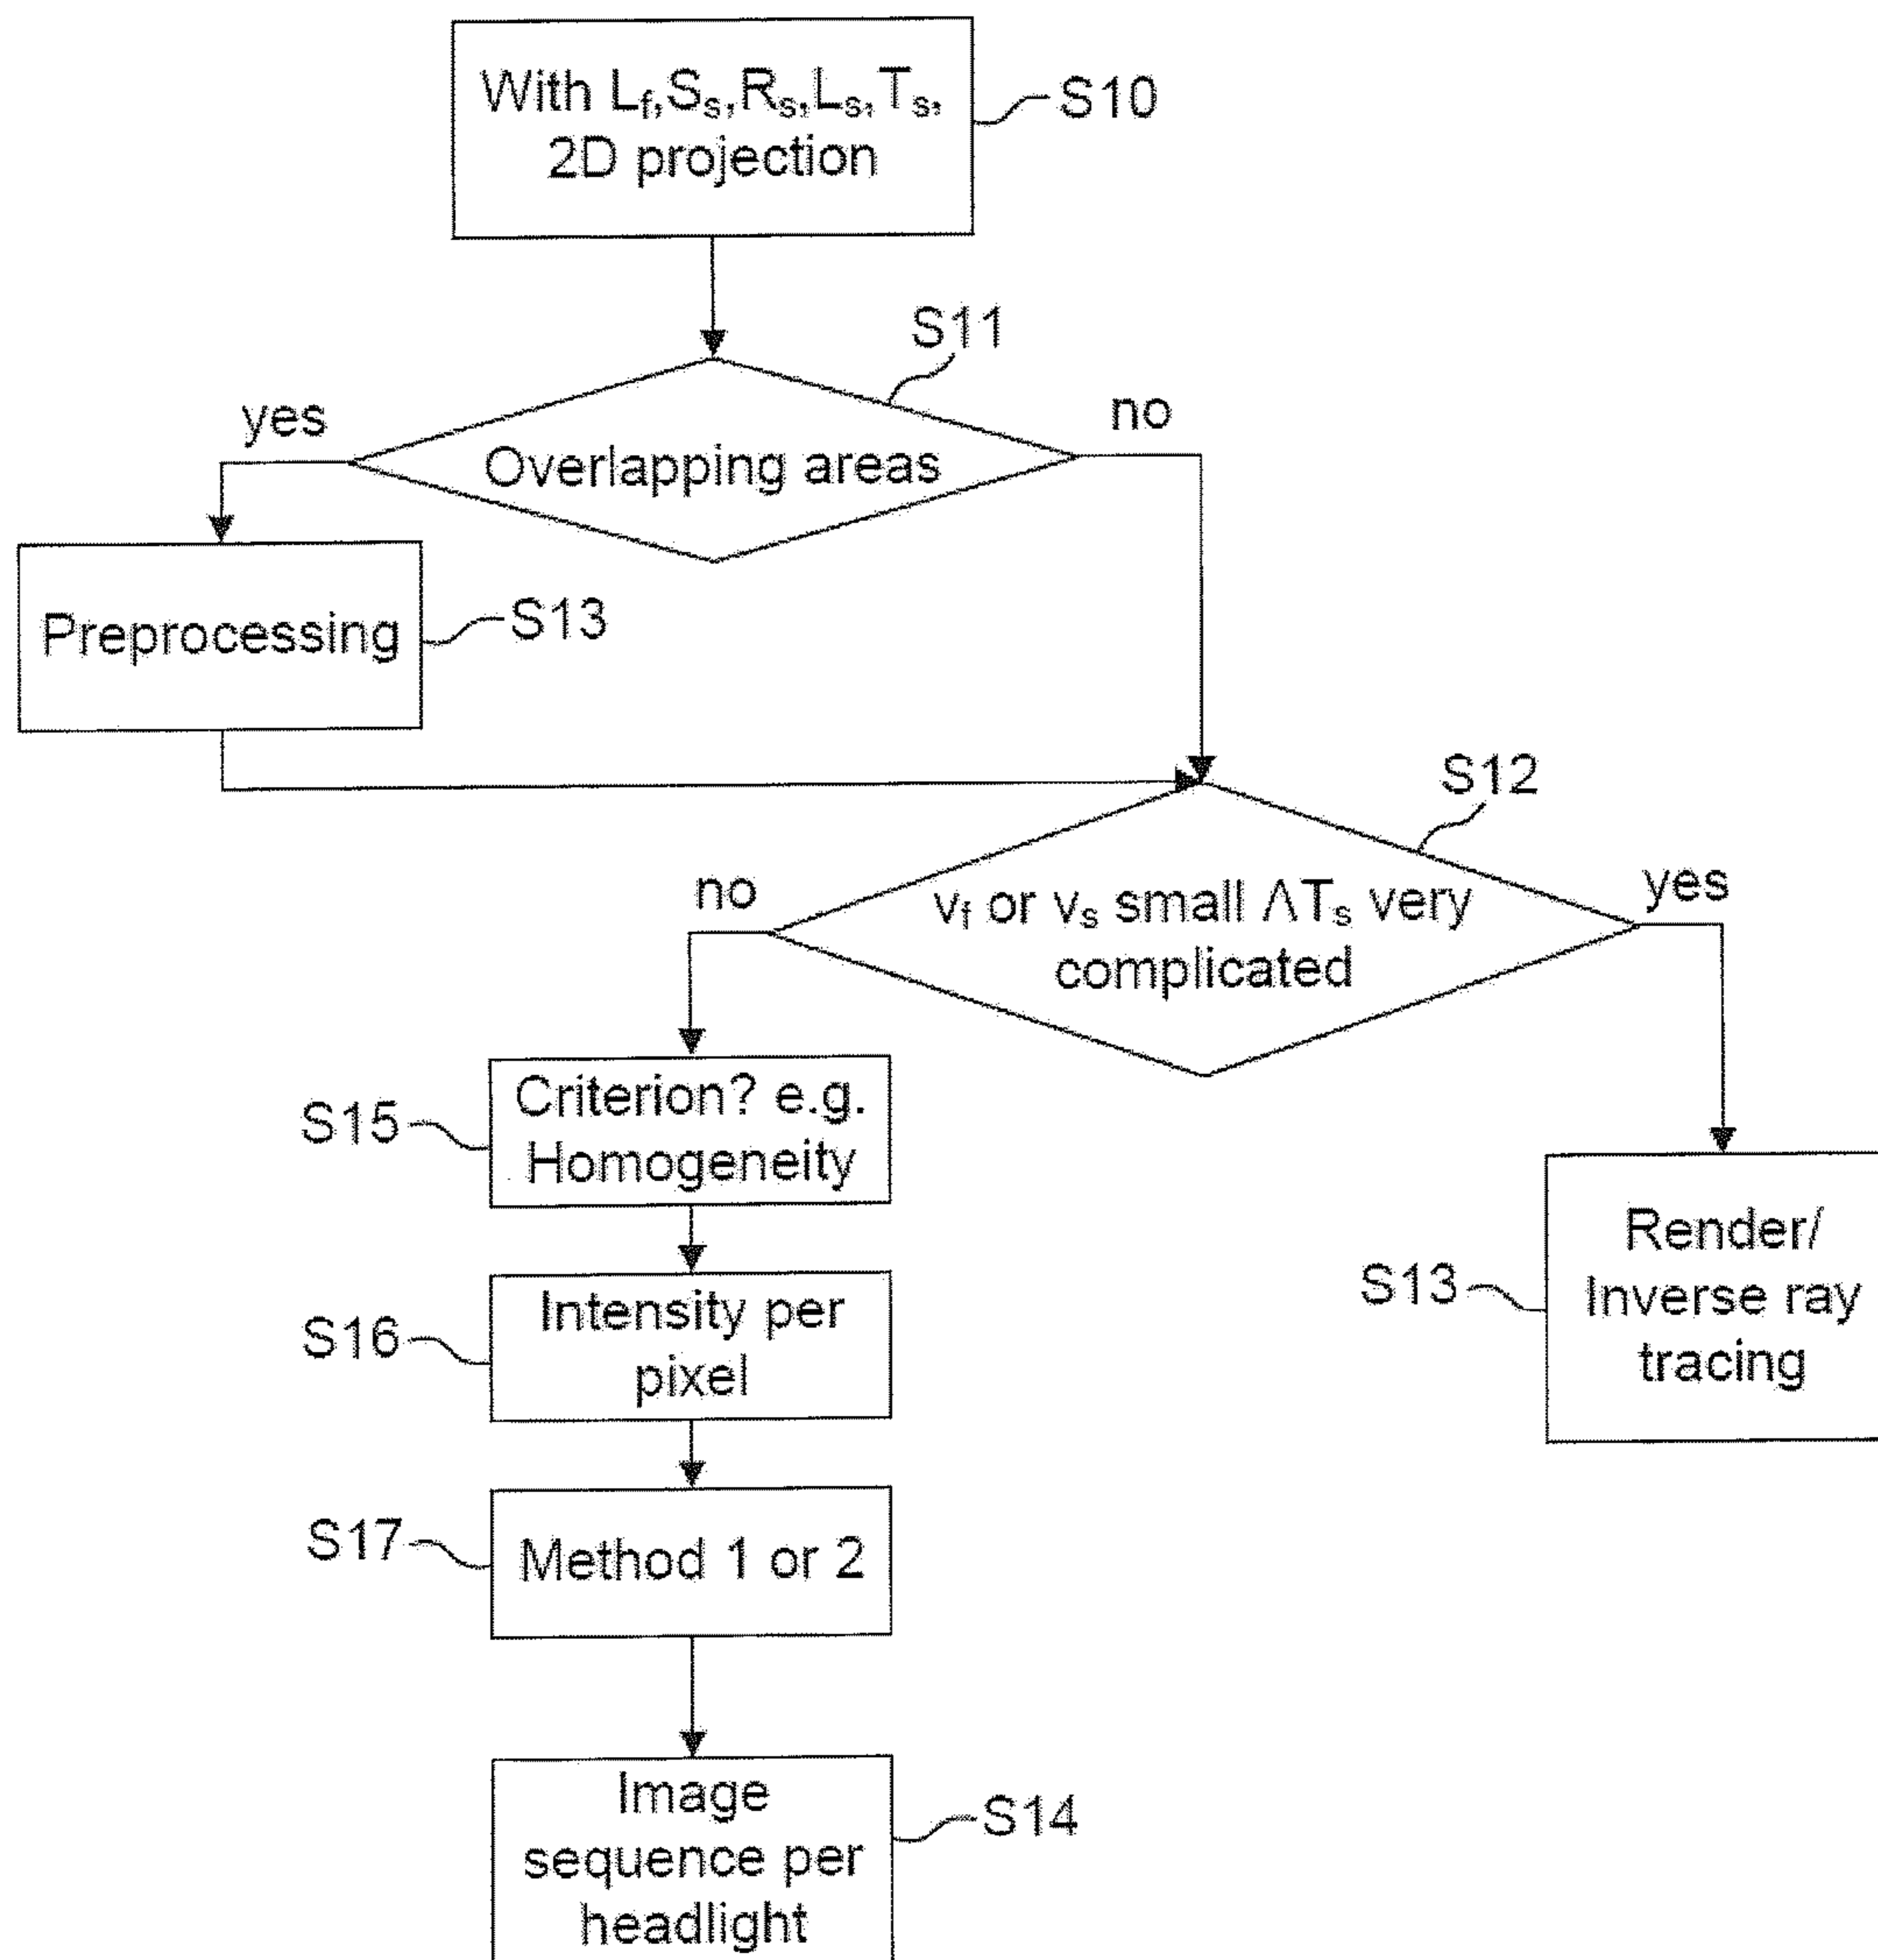 With Lf,Ss,Rs,Ls,Ts,
2D projection
S10
S11
yes
no
Overlapping areas
Preprocessing
S13
S12
no
yes
vf or vs small ΛTs very
complicated
S15
Criterion? e.g.
Homogeneity
S16
Intensity per
pixel
S13
Render/
Inverse ray
tracing
S17
Method 1 or 2
Image
sequence per
headlight
S14